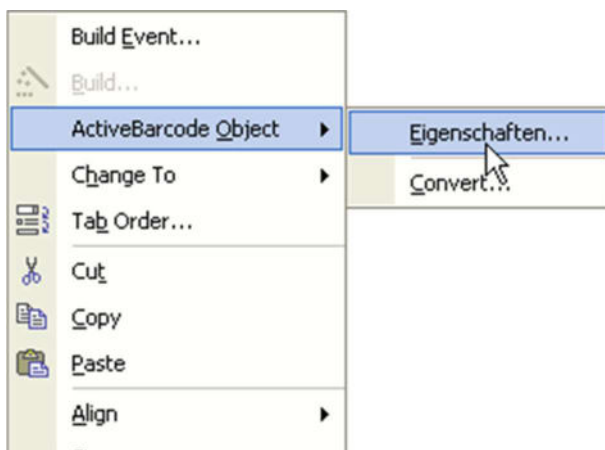 Build Event...
Build...
ActiveBarcode Object
Eigenschaften...
Change To
Convert...
Tab Order...
Cut
Copy
Paste
Align